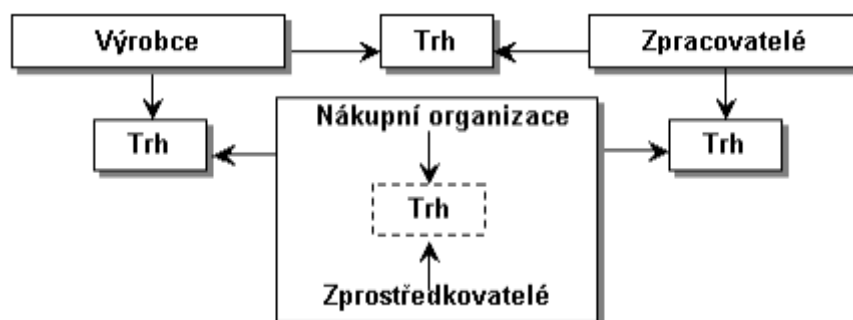 Výrobce
Trh
Zpracovatelé
Trh
Nákupní organizace
Trh
Trh
Zprostředkovatelé